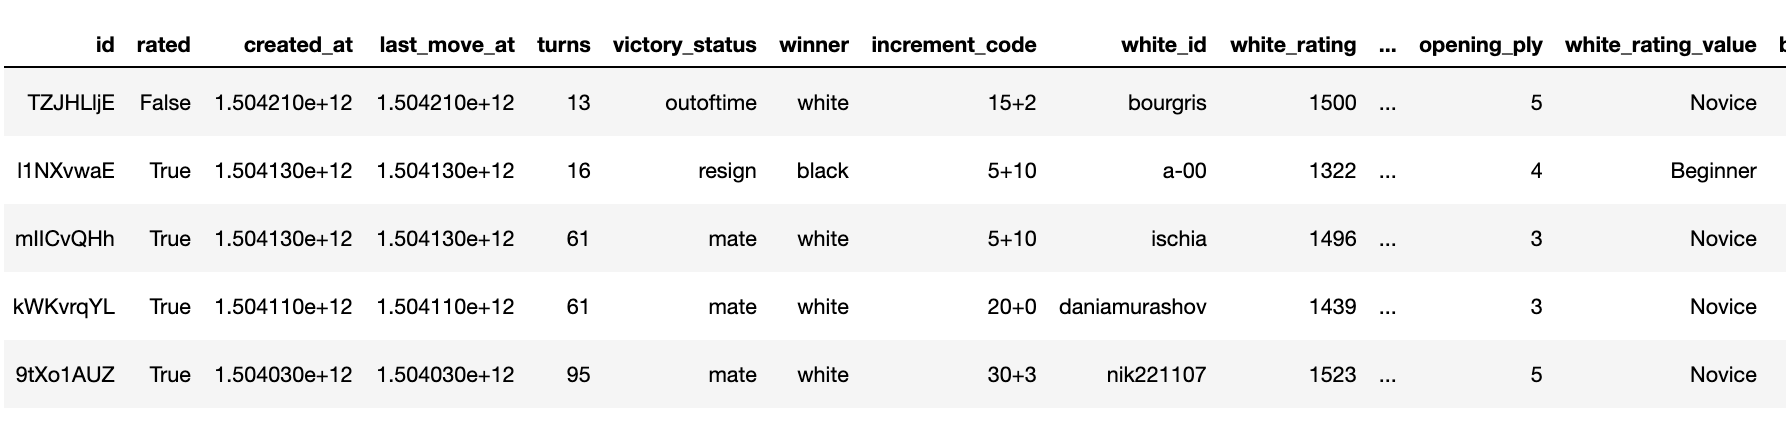 id rated created_at last_move_at turns victory_status winner increment_code white_id white_rating ... opening_ply white_rating_value
TZJHLljE False 1.504210e+12 1.504210e+12 13 outoftime white 15+2 bourgris 1500 ... 5 Novice
l1NXvwaE True 1.504130e+12 1.504130e+12 16 resign black 5+10 a-00 1322 ... 4 Beginner
mIICvQHh True 1.504130e+12 1.504130e+12 61 mate white 5+10 ischia 1496 ... 3 Novice
kWKvrqYL True 1.504110e+12 1.504110e+12 61 mate white 20+0 daniamurashov 1439 ... 3 Novice
9tXo1AUZ True 1.504030e+12 1.504030e+12 95 mate white 30+3 nik221107 1523 ... 5 Novice